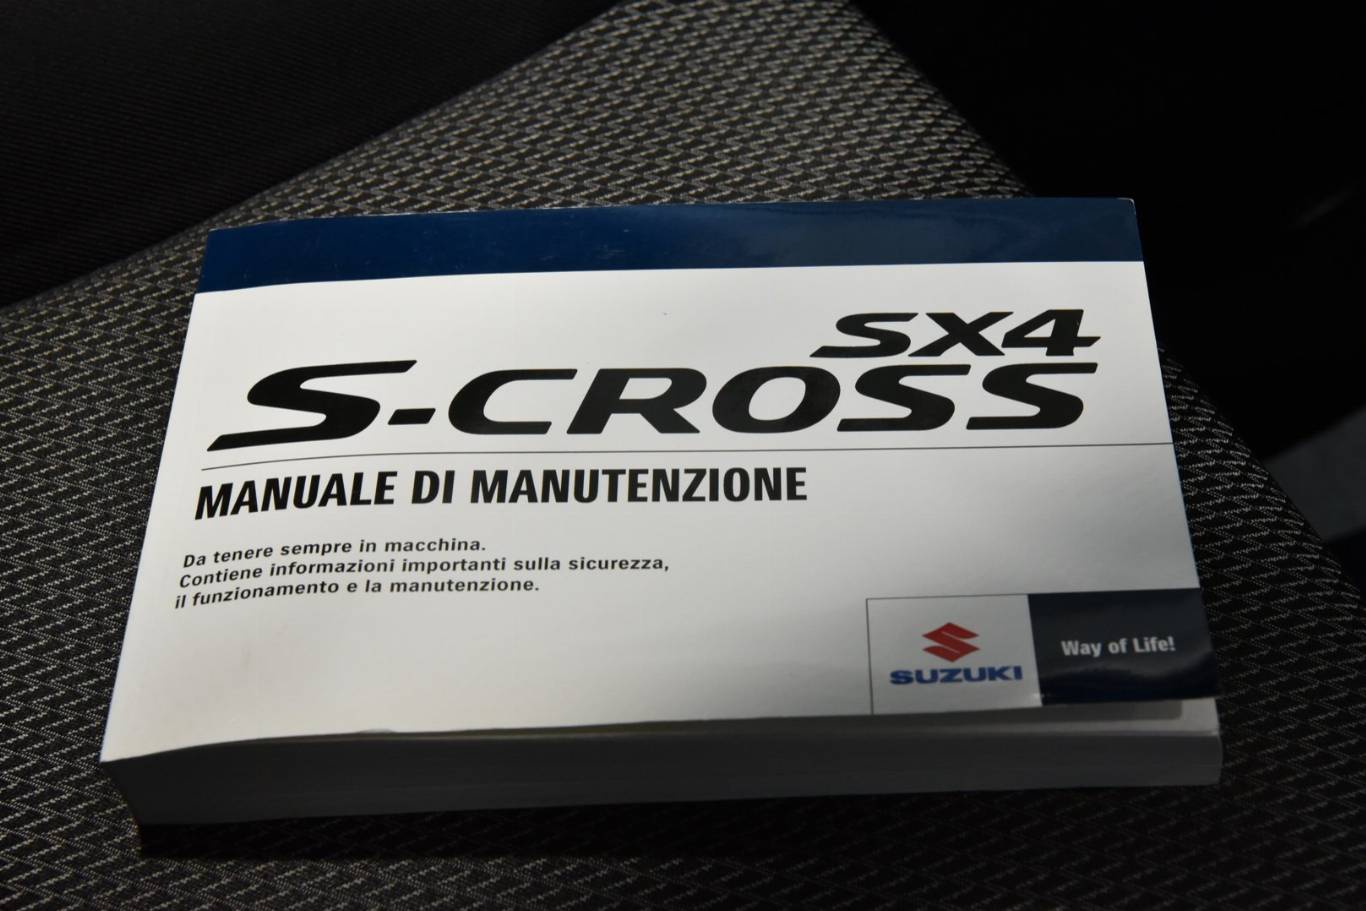 SX4
S-CROSS
MANUALE DI MANUTENZIONE
Da tenere sempre in macchina.
Contiene informazioni importanti sulla sicurezza,
il funzionamento e la manutenzione.
Way of Life!
SUZUKI